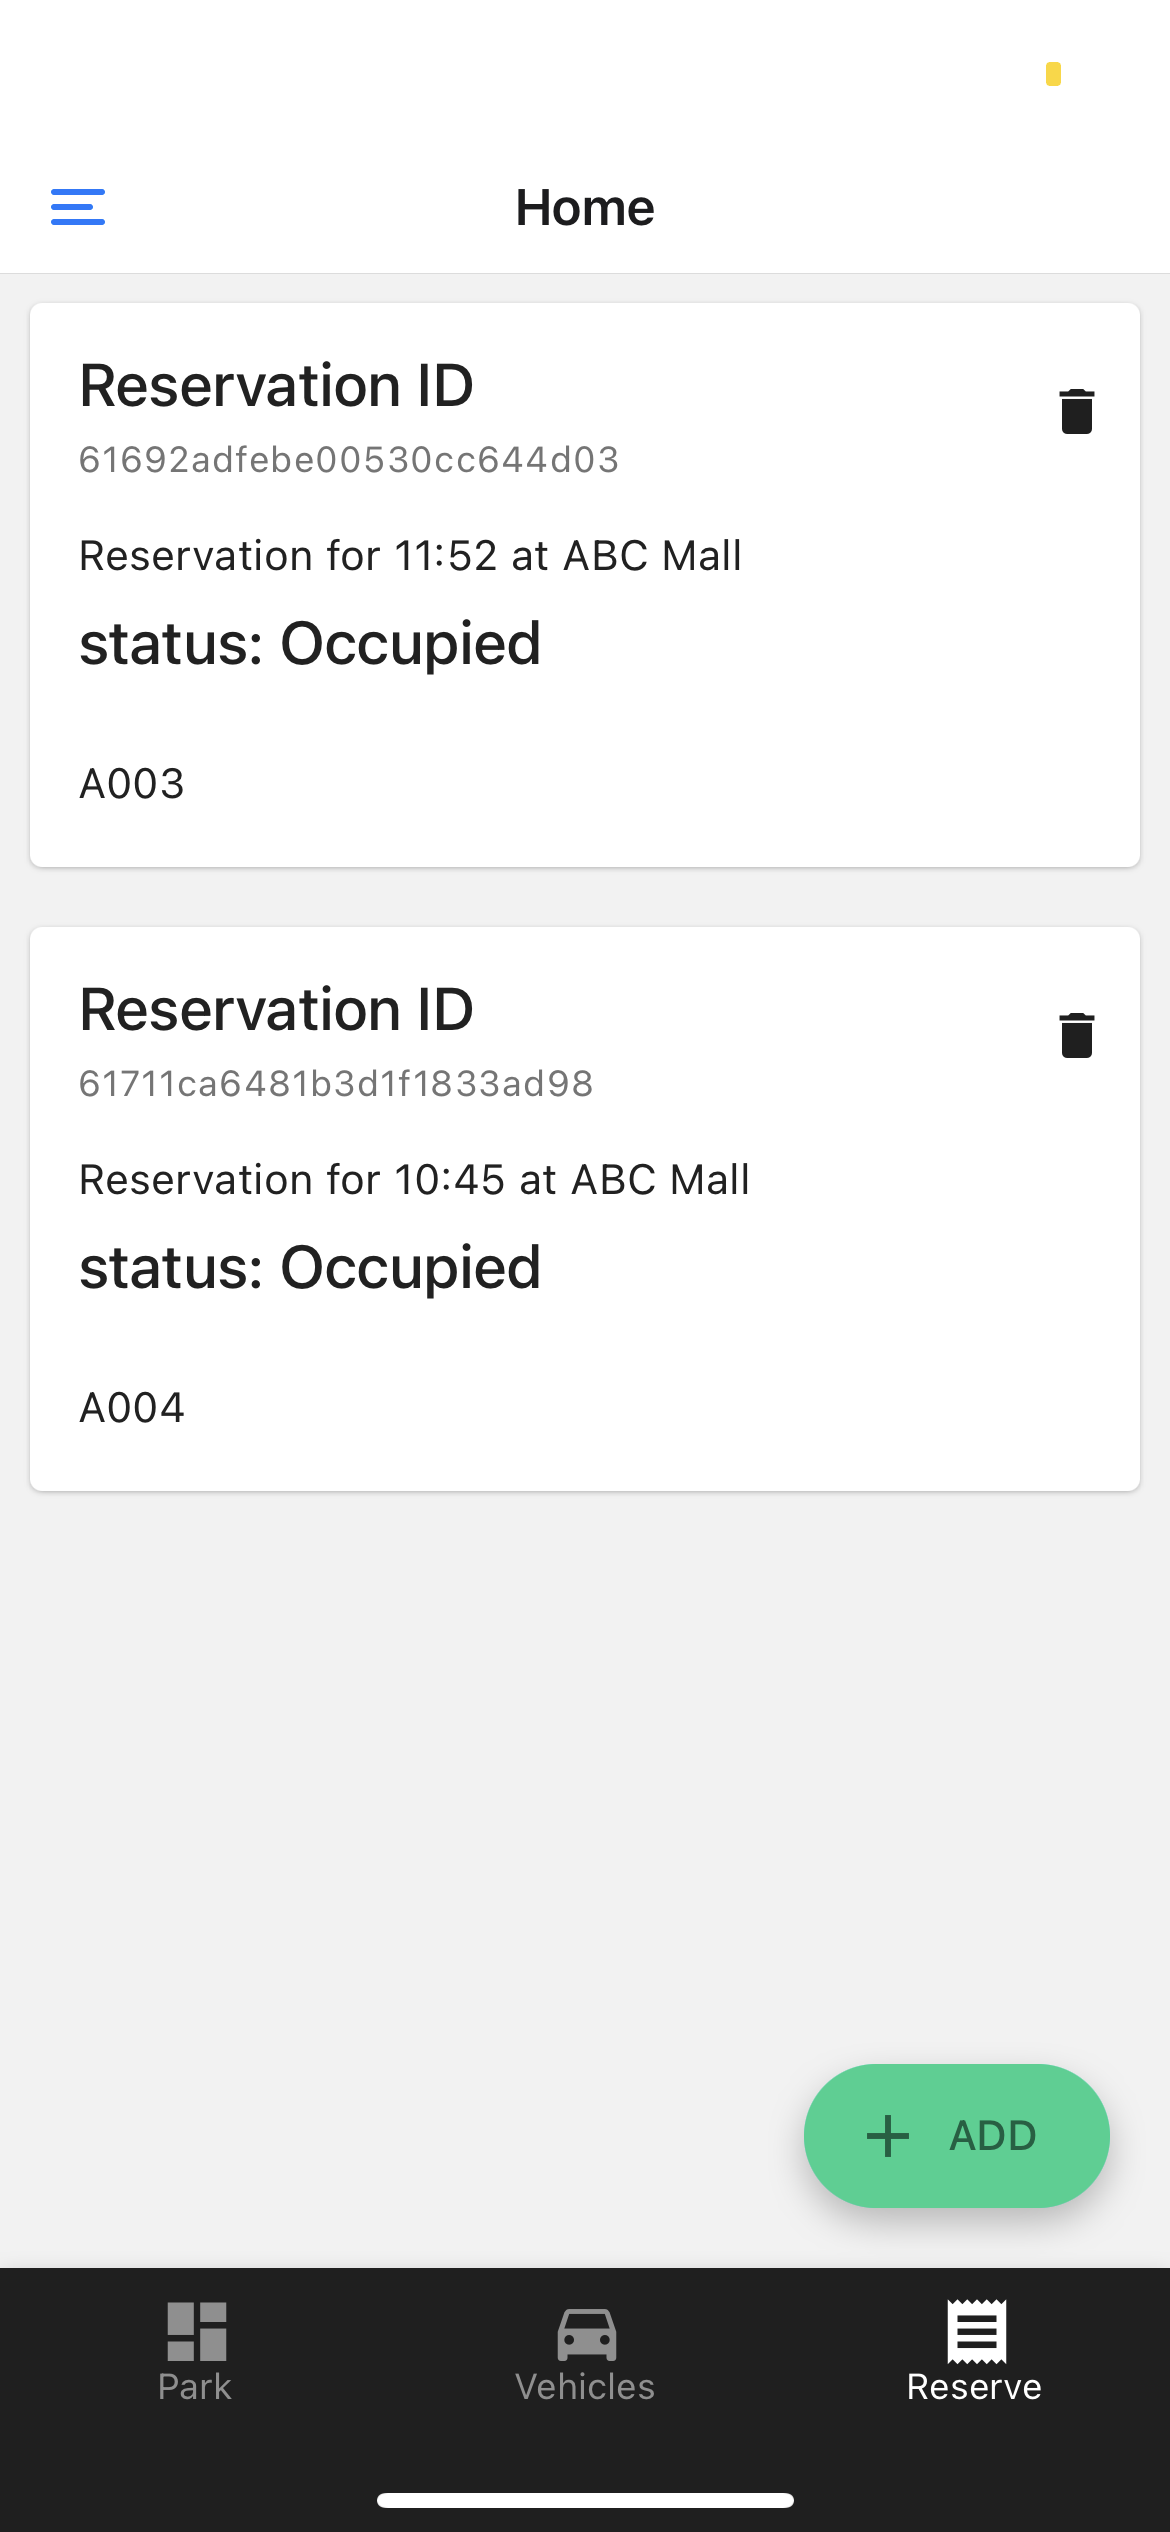 Home
Reservation ID
61692adfebe00530cc644d03
Reservation for 11:52 at ABC Mall
status: Occupied
A003
Reservation ID
61711ca6481b3d1f1833ad98
Reservation for 10:45 at ABC Mall
status: Occupied
A004
ADD
Park
Vehicles
Reserve